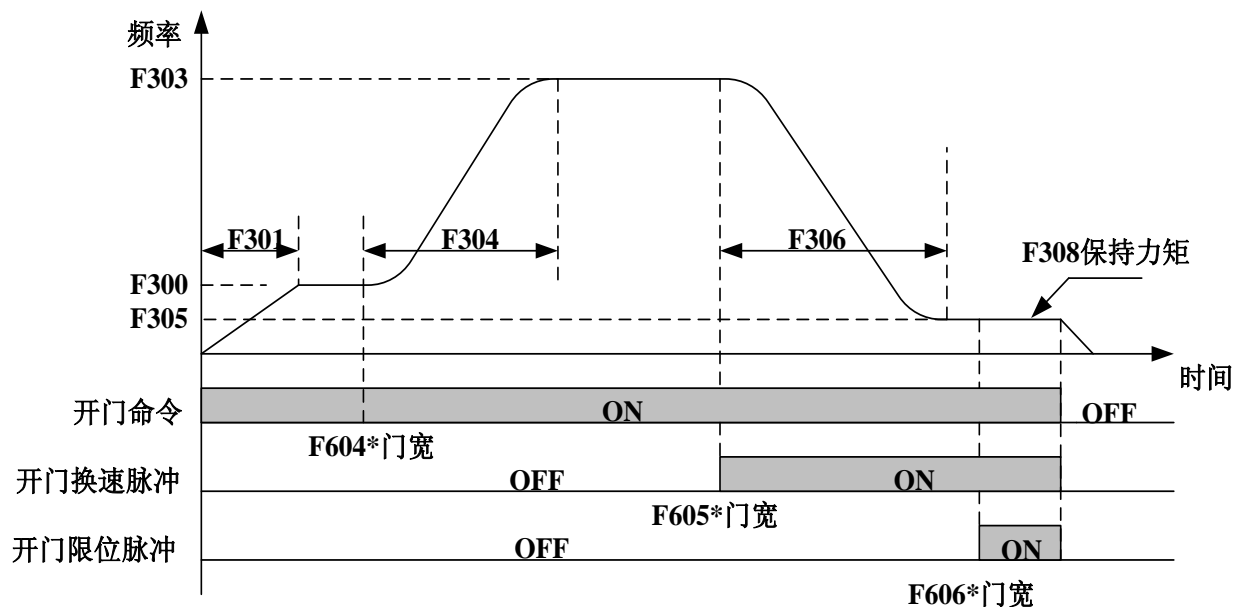 频率
F303
F301
F304
F306
F308保持力矩
F300
F305
时间
开门命令
ON
OFF
F604*门宽
开门换速脉冲
OFF
ON
F605*门宽
开门限位脉冲
OFF
ON
F606*门宽